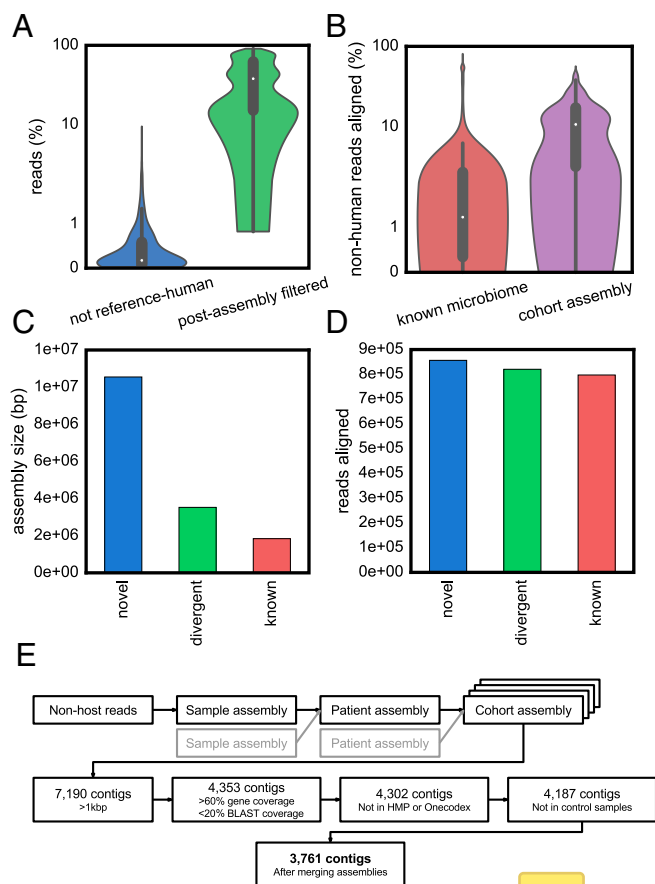 A
B
100
10
1
0
reads (%)
not reference-human
post-assembly filtered
100
10
1
0
non-human reads aligned (%)
known microbiome
cohort assembly
C
D
1e+07
1e+07
8e+06
6e+06
4e+06
2e+06
0e+00
assembly size (bp)
novel
divergent
known
9e+05
8e+05
7e+05
6e+05
5e+05
4e+05
3e+05
2e+05
1e+05
0e+00
reads aligned
novel
divergent
known
E
Non-host reads
Sample assembly
Patient assembly
Cohort assembly
Sample assembly
Patient assembly
7,190 contigs
>1kbp
4,353 contigs
>60% gene coverage
<20% BLAST coverage
4,302 contigs
Not in HMP or Onecodex
4,187 contigs
Not in control samples
3,761 contigs
After merging assemblies